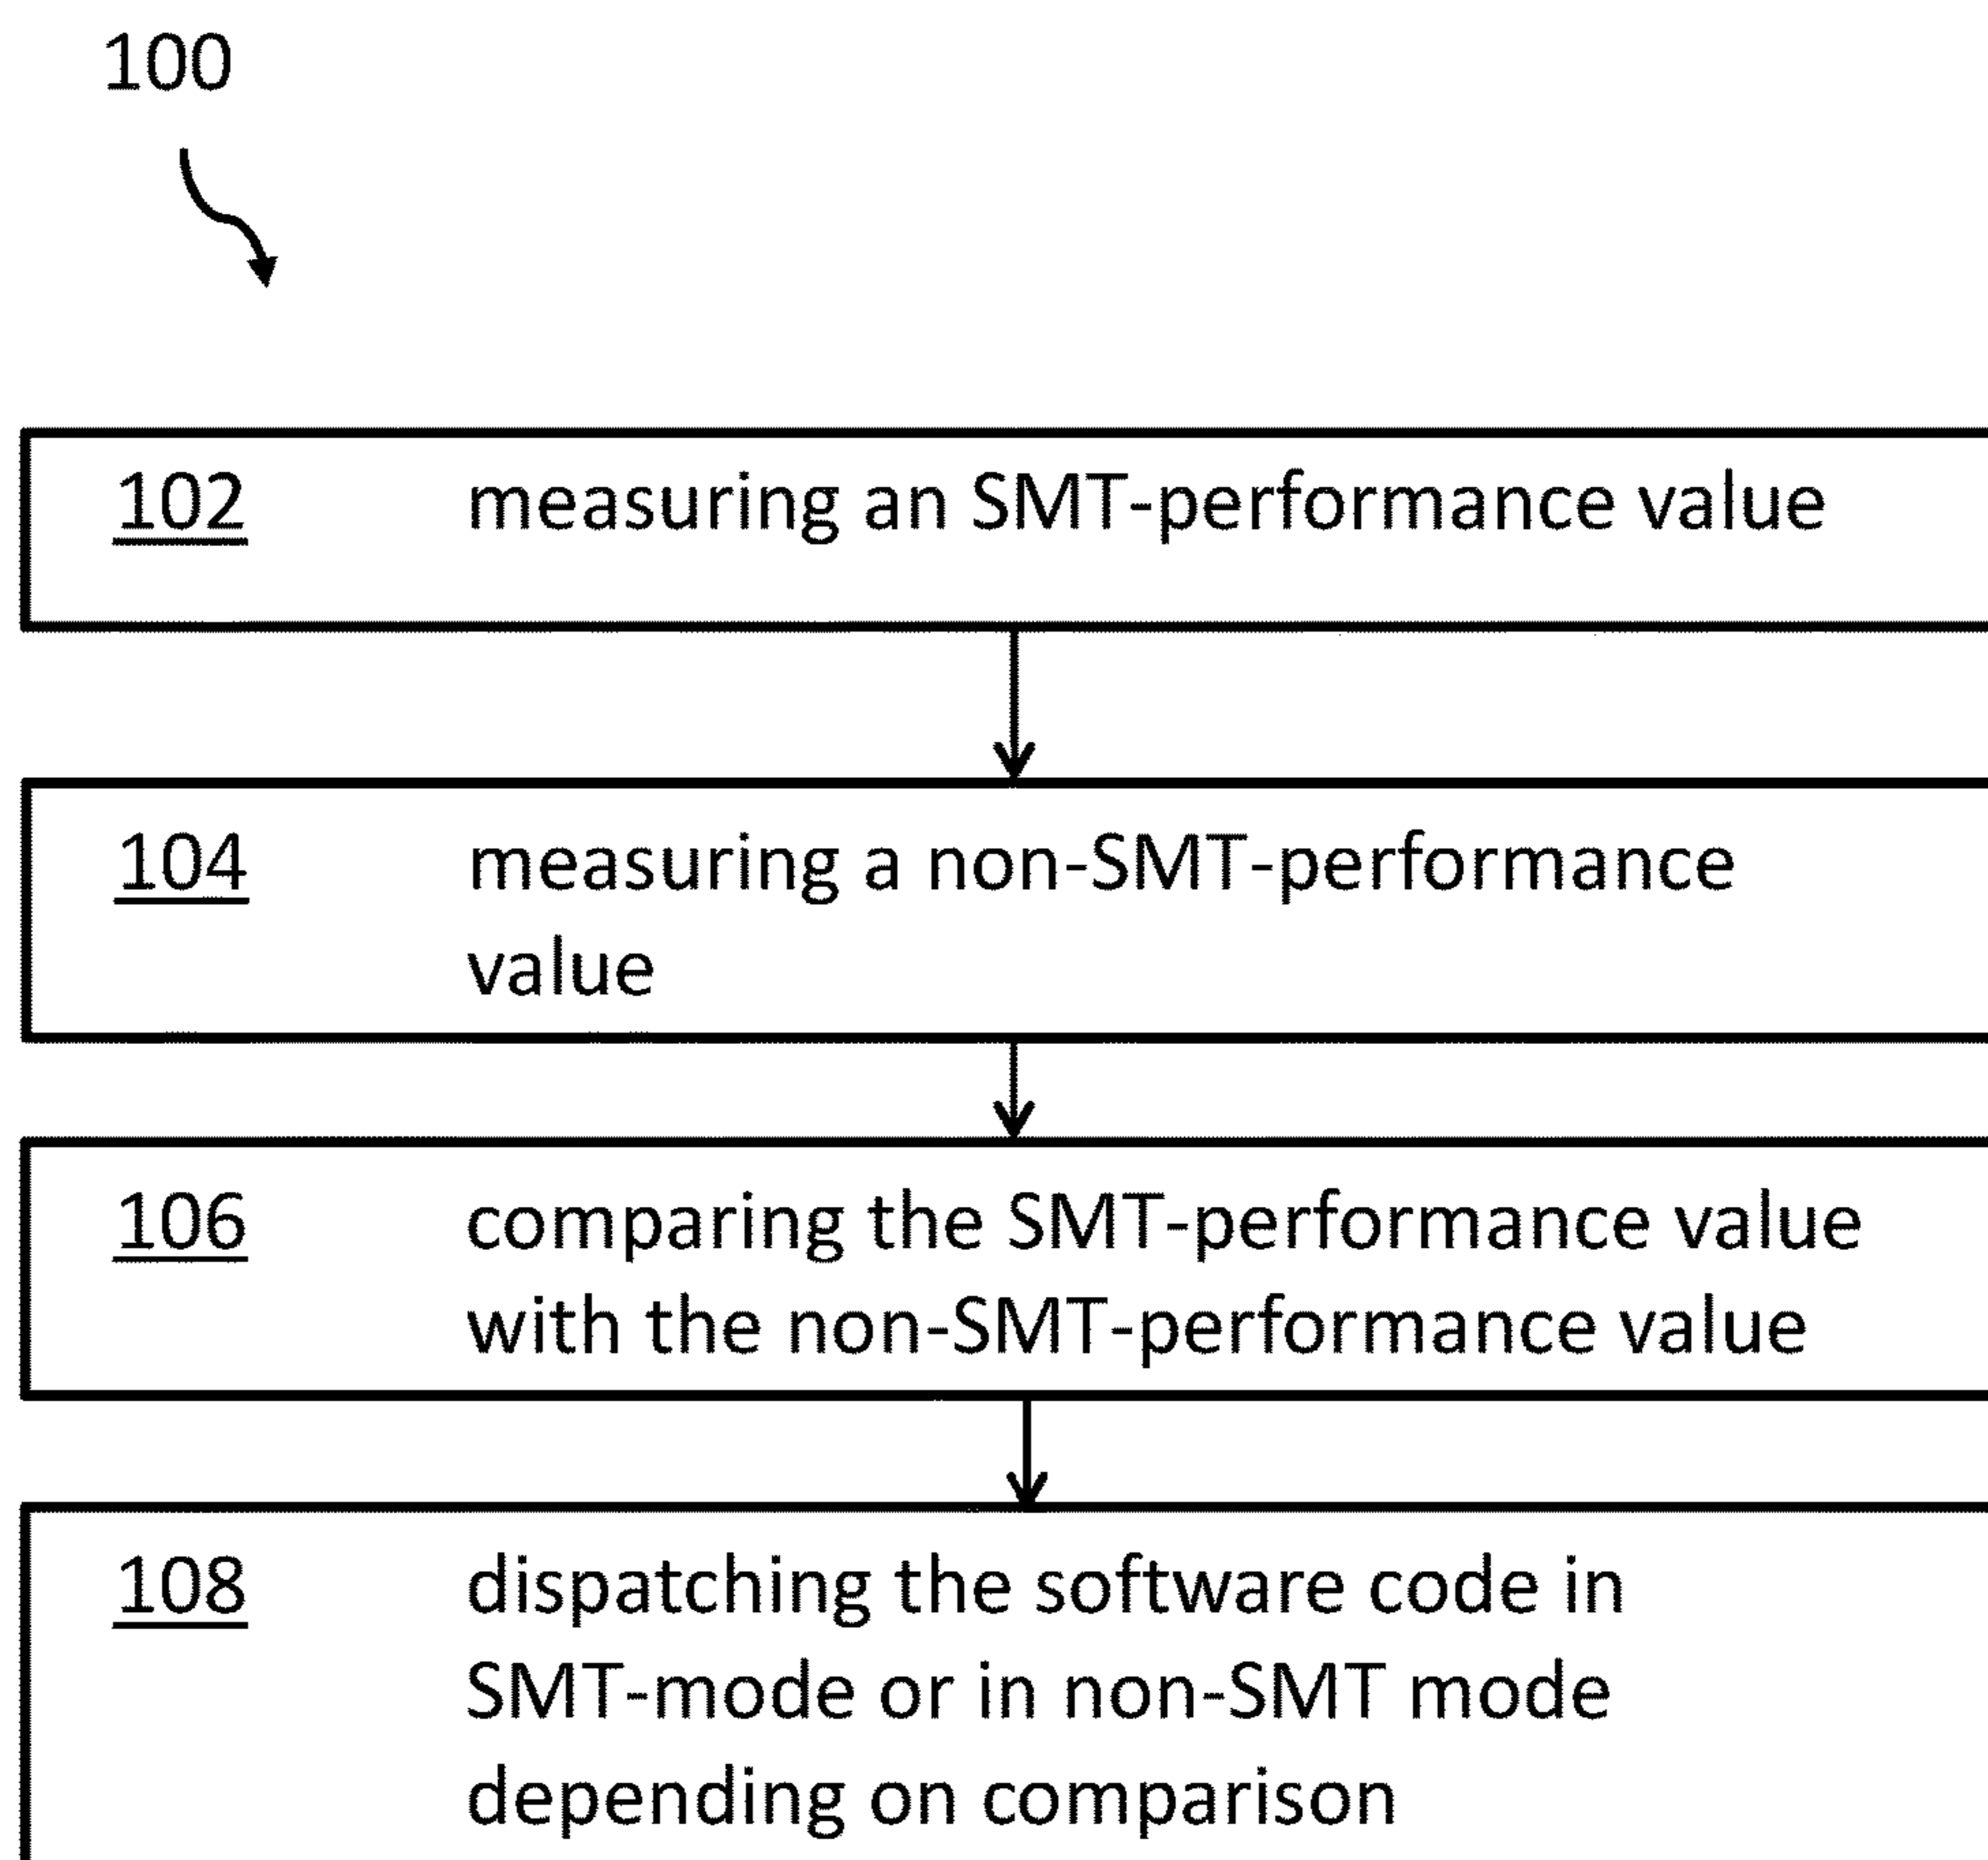 100
102 measuring an SMT-performance value
104 measuring a non-SMT-performance
value
106 comparing the SMT-performance value
with the non-SMT-performance value
108 dispatching the software code in
SMT-mode or in non-SMT mode
depending on comparison